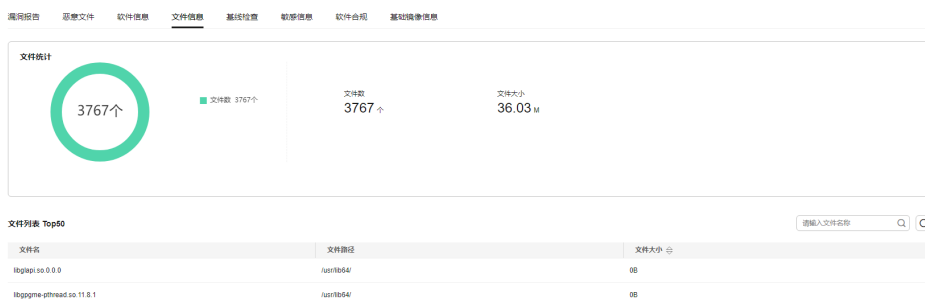 漏洞报告 恶意文件 软件信息 文件信息 基线检查 敏感信息 软件合规 基础镜像信息
文件统计
3767个
文件数 3767个
文件数 文件大小
3767 个 36.03 M
文件列表 Top50 请输入文件名称
文件名 文件路径 文件大小
libglapi.so.0.0.0 /usr/lib64/ 0B
libgpgme-pthread.so.11.8.1 /usr/lib64/ 0B